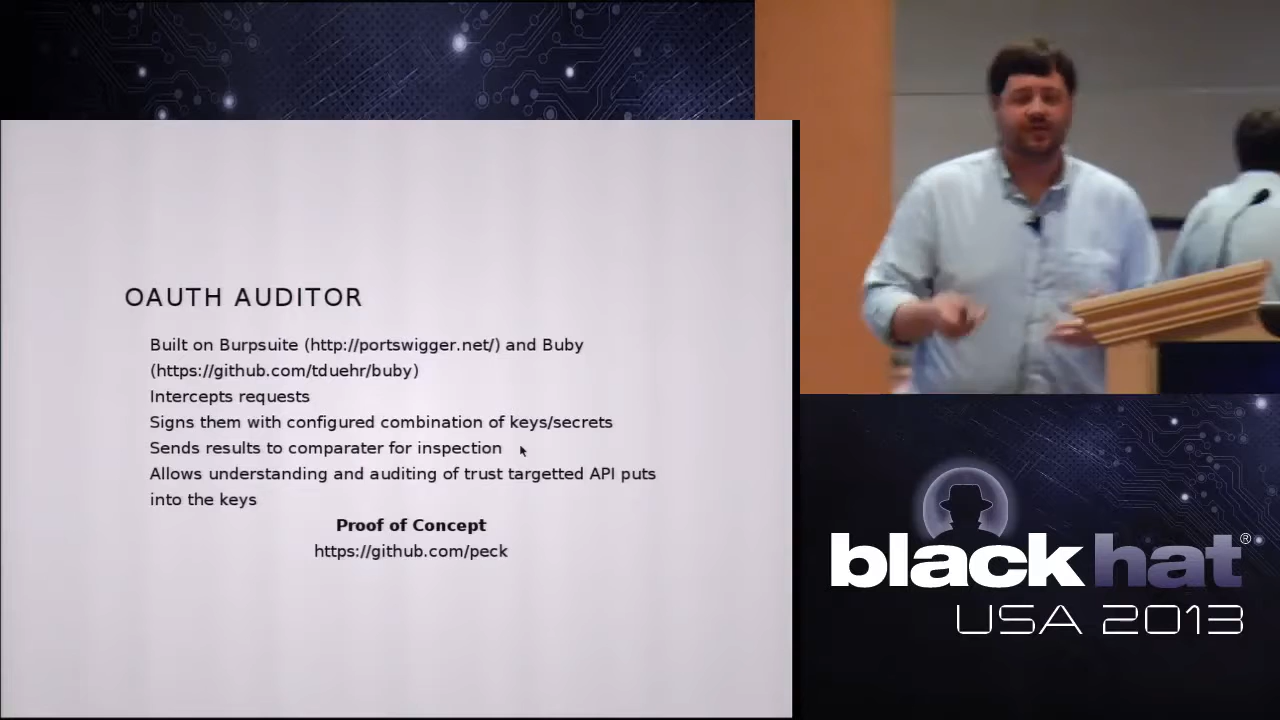 OAUTH AUDITOR
Built on Burpsuite (http://portswigger.net/) and Buby
(https://github.com/tduehr/buby)
Intercepts requests
Signs them with configured combination of keys/secrets
Sends results to comparater for inspection
Allows understanding and auditing of trust targetted API puts
into the keys
Proof of Concept
https://github.com/peck
blackhat®
USA 2013